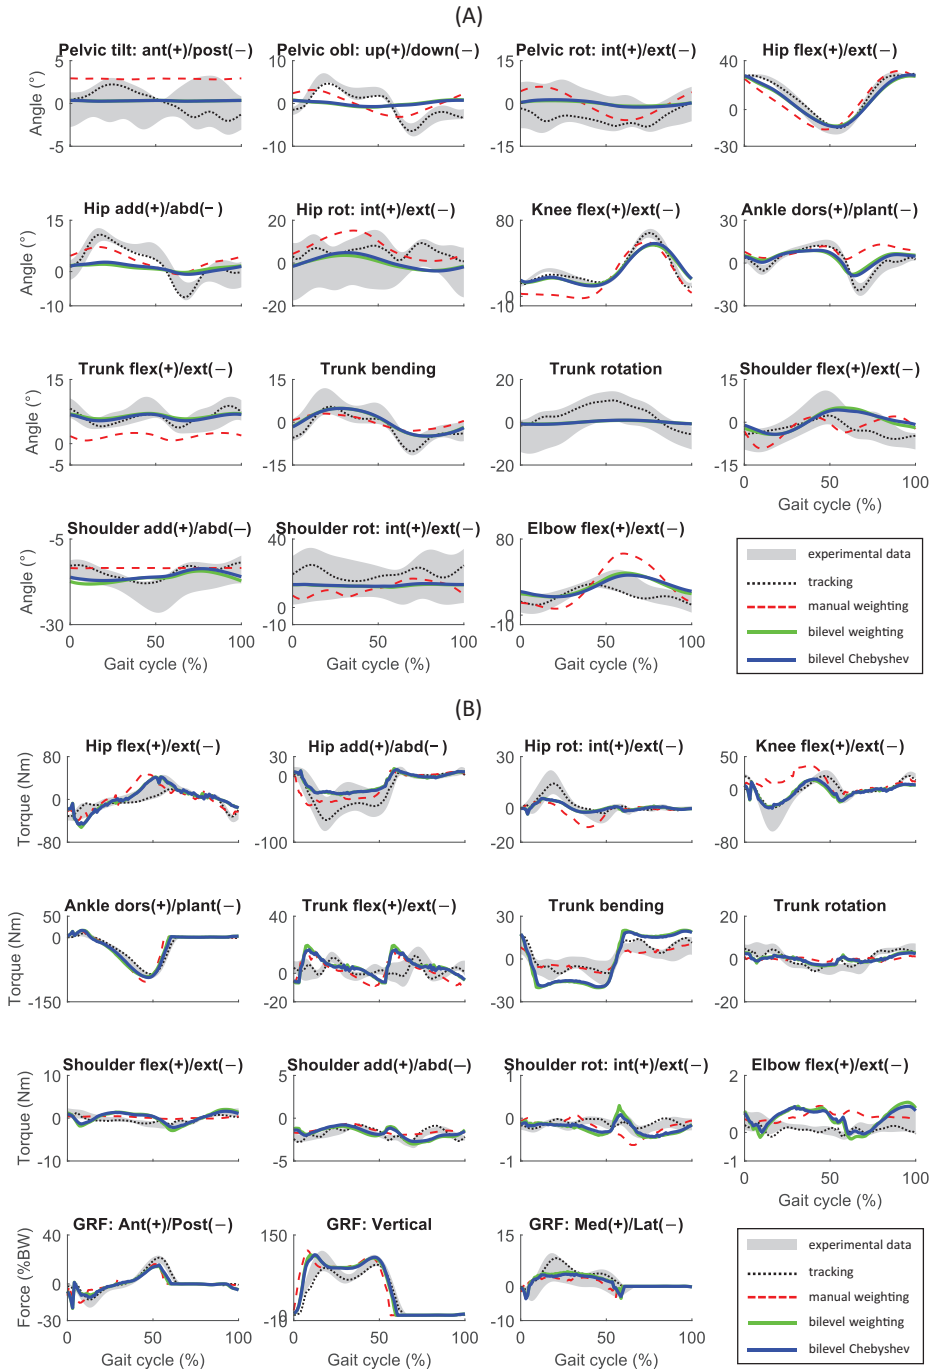 (A)
Pelvic tilt: ant(+)/post(−) Pelvic obl: up(+)/down(−) Pelvic rot: int(+)/ext(−) Hip flex(+)/ext(−)
5 10 15 40
Angle (°) 0 0 0 0
-5 -10 -15 -30
Hip add(+)/abd(−) Hip rot: int(+)/ext(−) Knee flex(+)/ext(−) Ankle dors(+)/plant(−)
15 20 80 30
Angle (°) 0 0 0 0
-10 -20 -10 -30
Trunk flex(+)/ext(−) Trunk bending Trunk rotation Shoulder flex(+)/ext(−)
15 15 20 15
Angle (°) 0 0 0 0
-5 -15 -20 -15
0 50 100
Gait cycle (%)
Shoulder add(+)/abd(−) Shoulder rot: int(+)/ext(−) Elbow flex(+)/ext(−)
-5 40 80
Angle (°) 0 0
-30 -10 -10
0 50 100 0 50 100 0 50 100
Gait cycle (%) Gait cycle (%) Gait cycle (%)
experimental data
tracking
manual weighting
bilevel weighting
bilevel Chebyshev
(B)
Hip flex(+)/ext(−) Hip add(+)/abd(−) Hip rot: int(+)/ext(−) Knee flex(+)/ext(−)
80 30 20 50
Torque (Nm) 0 0 0 0
-80 -100 -20 -80
Ankle dors(+)/plant(−) Trunk flex(+)/ext(−) Trunk bending Trunk rotation
50 40 30 20
Torque (Nm) 0 0 0 0
-150 -20 -30 -20
Shoulder flex(+)/ext(−) Shoulder add(+)/abd(−) Shoulder rot: int(+)/ext(−) Elbow flex(+)/ext(−)
10 5 1 2
Torque (Nm) 0 0 0 0
-10 -5 -1 -1
0 50 100
Gait cycle (%)
GRF: Ant(+)/Post(−) GRF: Vertical GRF: Med(+)/Lat(−)
40 150 15
Force (%BW) 0 0
-30 -10 -10
0 50 100 0 50 100 0 50 100
Gait cycle (%) Gait cycle (%) Gait cycle (%)
experimental data
tracking
manual weighting
bilevel weighting
bilevel Chebyshev